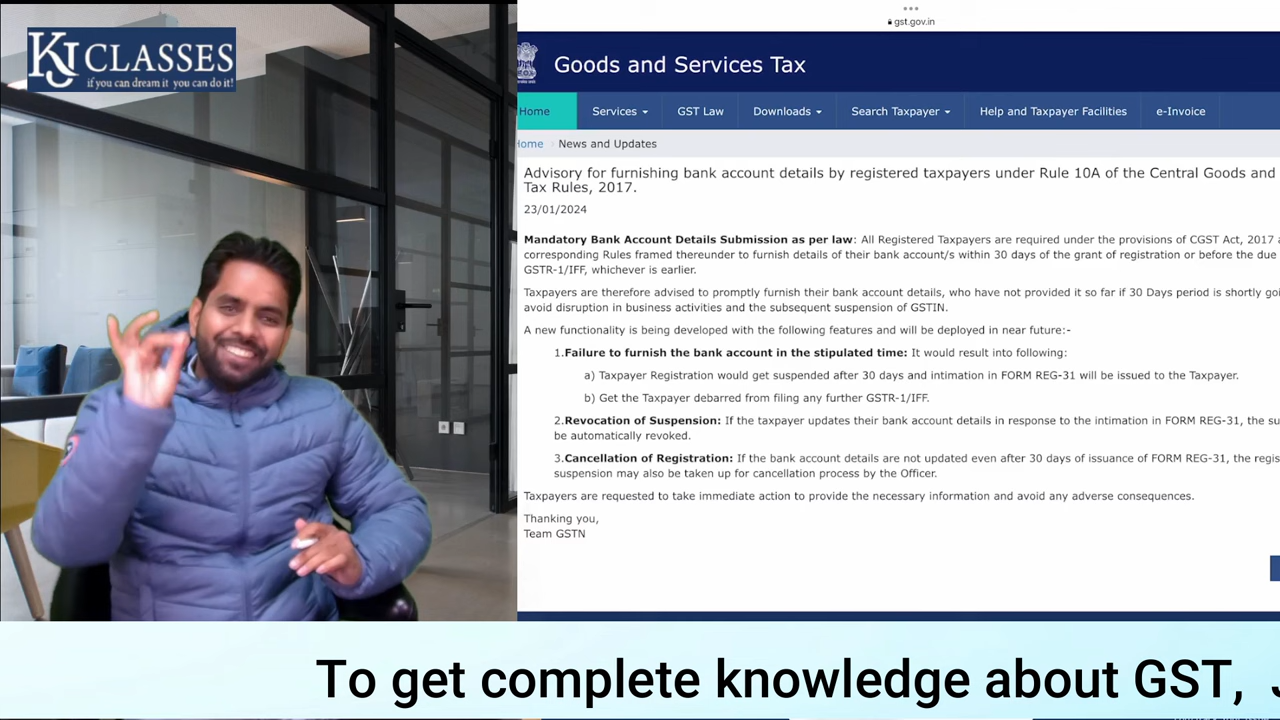 KJ CLASSES
if you can dream it you can do it!
gst.gov.in
Goods and Services Tax
Home Services GST Law Downloads Search Taxpayer Help and Taxpayer Facilities e-Invoice
Home News and Updates
Advisory for furnishing bank account details by registered taxpayers under Rule 10A of the Central Goods and
Tax Rules, 2017.
23/01/2024
Mandatory Bank Account Details Submission as per law: All Registered Taxpayers are required under the provisions of CGST Act, 2017
corresponding Rules framed thereunder to furnish details of their bank account/s within 30 days of the grant of registration or before the due
GSTR-1/IFF, whichever is earlier.
Taxpayers are therefore advised to promptly furnish their bank account details, who have not provided it so far if 30 Days period is shortly
avoid disruption in business activities and the subsequent suspension of GSTIN.
A new functionality is being developed with the following features and will be deployed in near future:-
1.Failure to furnish the bank account in the stipulated time: It would result into following:
a) Taxpayer Registration would get suspended after 30 days and intimation in FORM REG-31 will be issued to the Taxpayer.
b) Get the Taxpayer debarred from filing any further GSTR-1/IFF.
2.Revocation of Suspension: If the taxpayer updates their bank account details in response to the intimation in FORM REG-31, the
be automatically revoked.
3.Cancellation of Registration: If the bank account details are not updated even after 30 days of issuance of FORM REG-31, the
suspension may also be taken up for cancellation process by the Officer.
Taxpayers are requested to take immediate action to provide the necessary information and avoid any adverse consequences.
Thanking you,
Team GSTN
To get complete knowledge about GST,